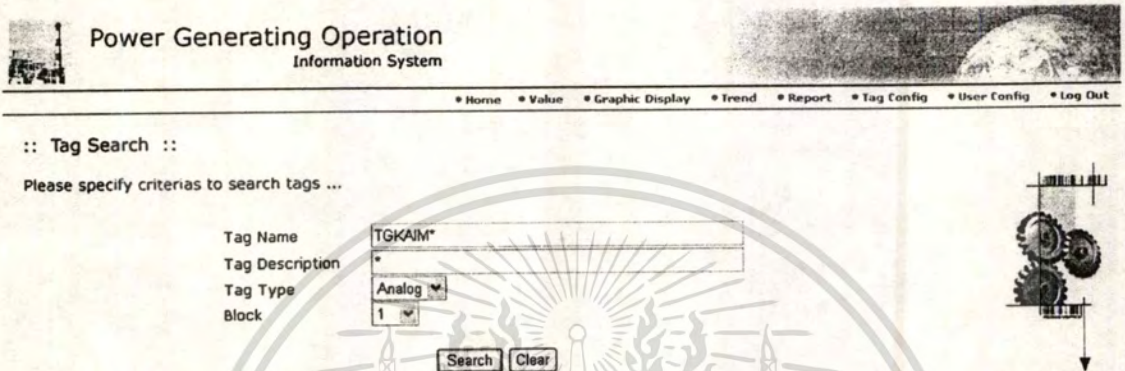 Power Generating Operation
Information System
• Home • Value • Graphic Display • Trend • Report • Tag Config • User Config • Log Out
:: Tag Search ::
Please specify criterias to search tags ...
Tag Name TGKAIM*
Tag Description *
Tag Type Analog
Block 1
Search Clear